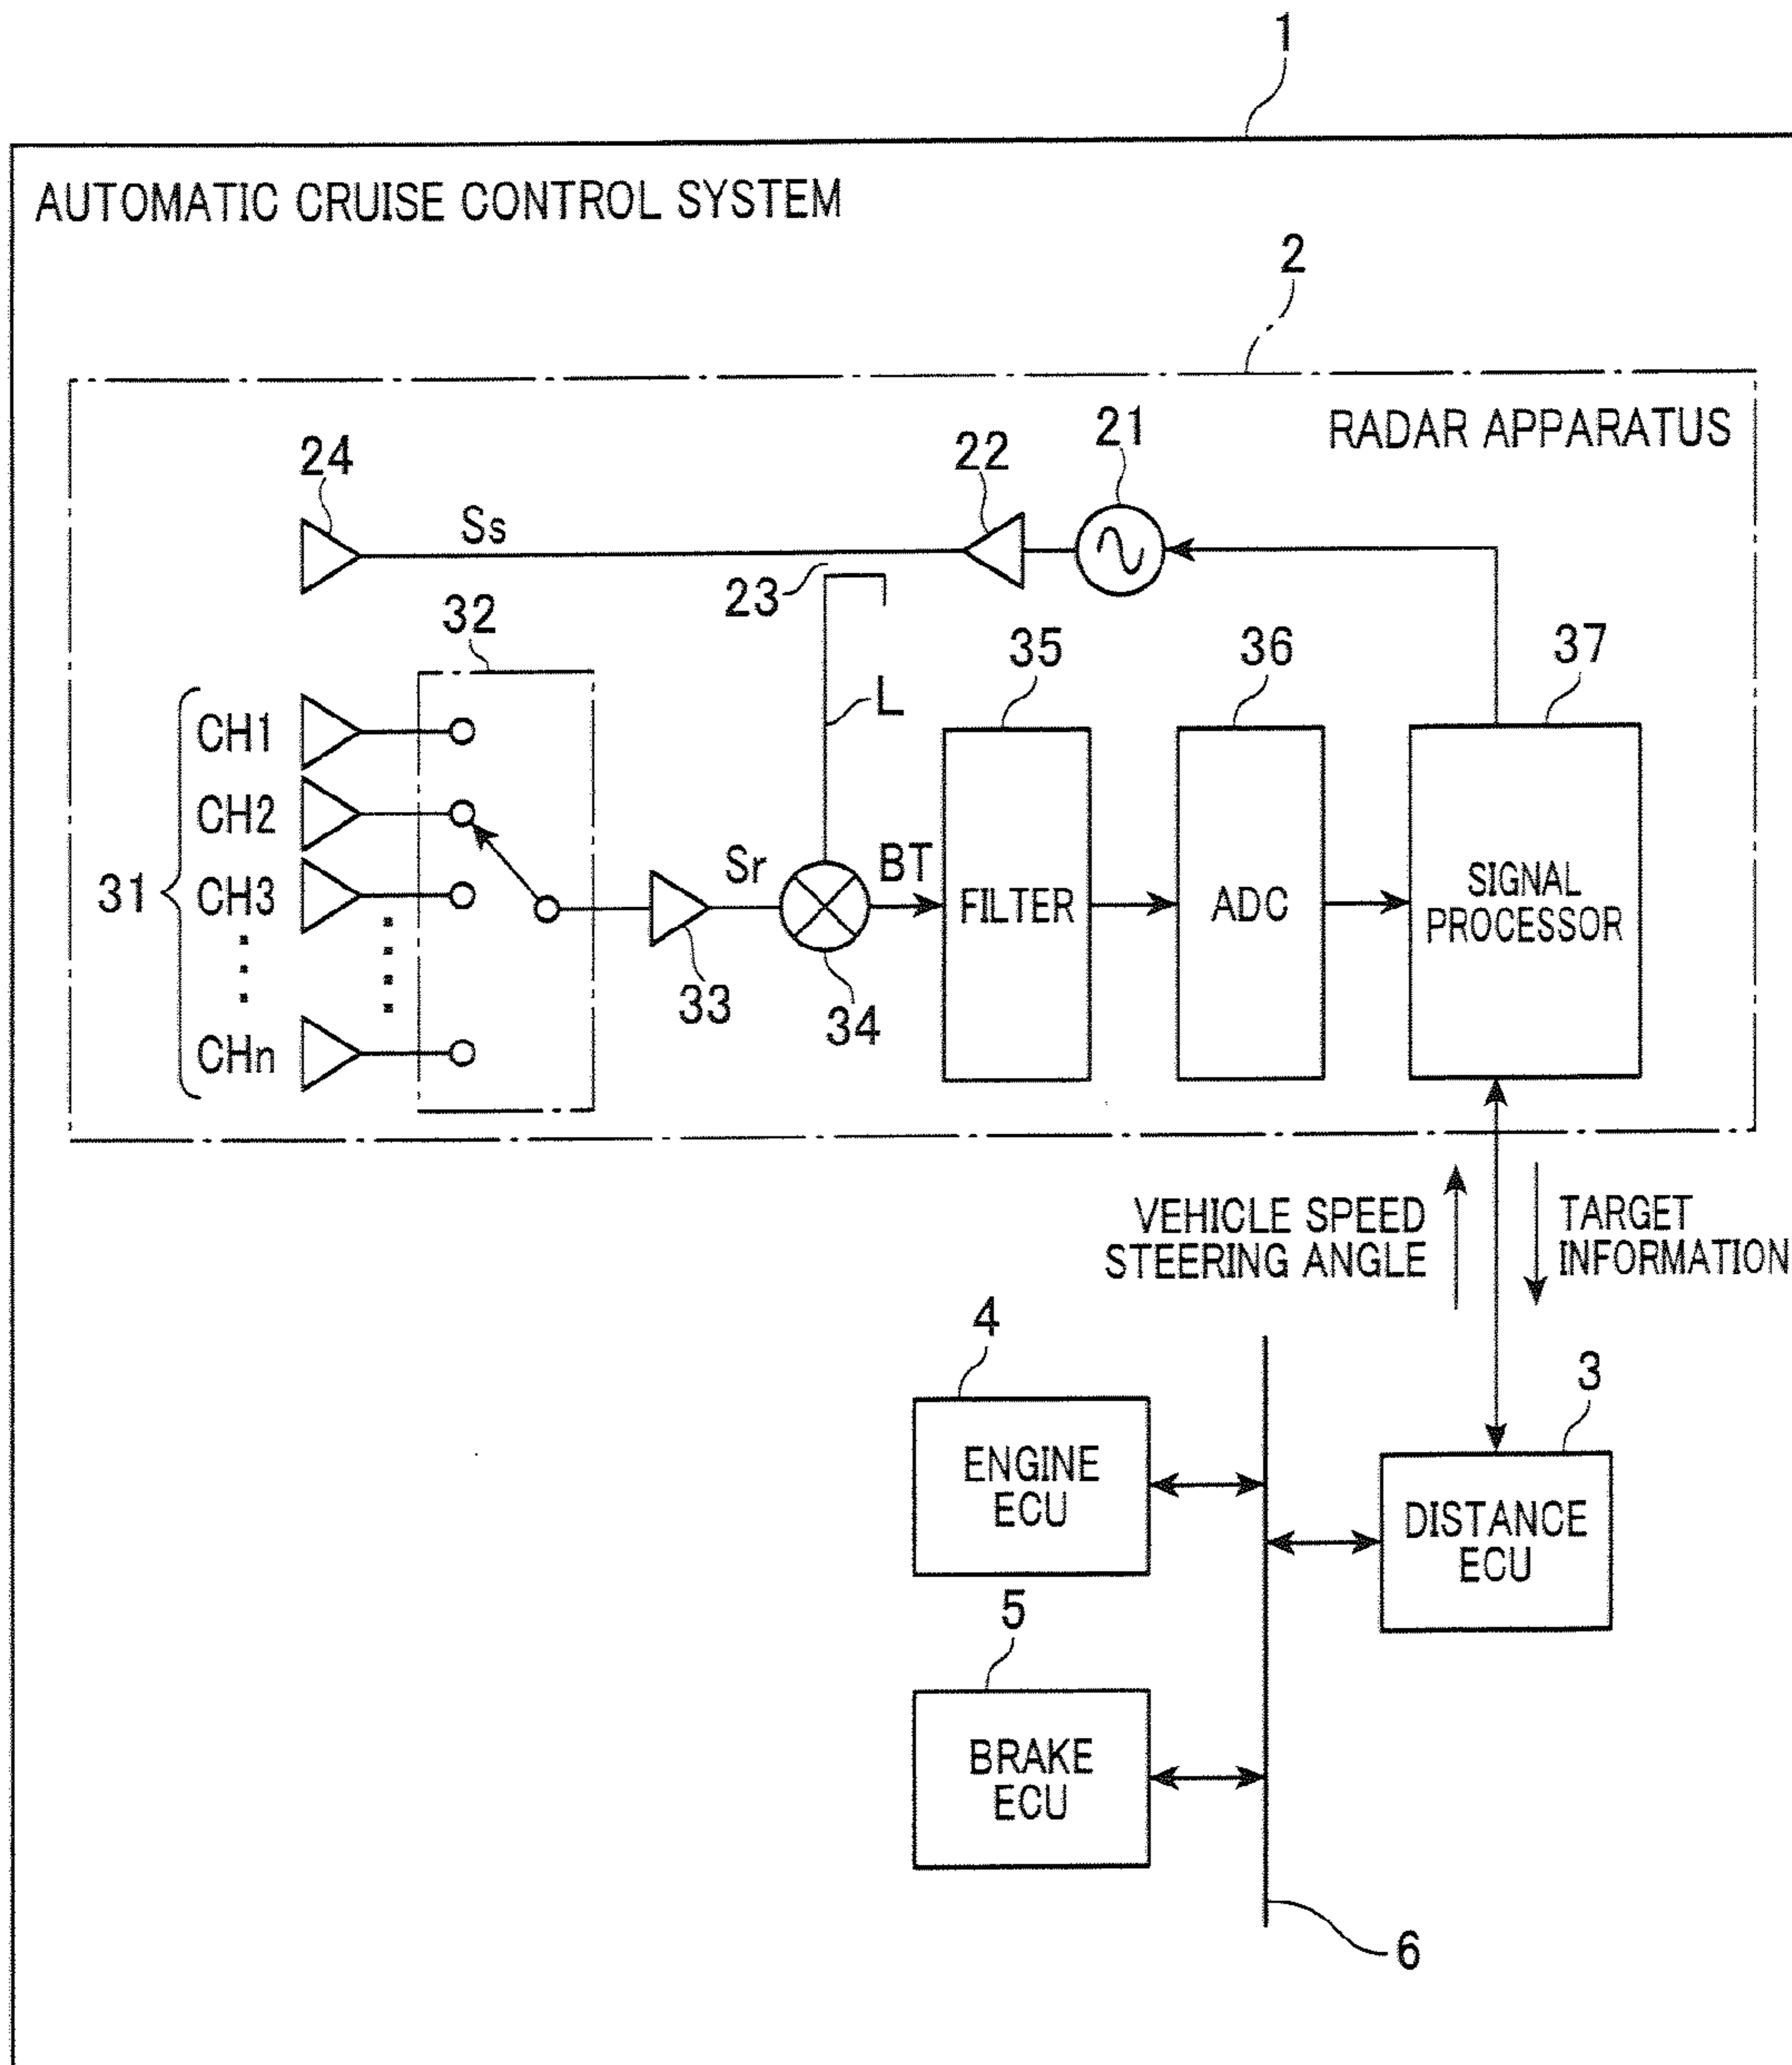 1
AUTOMATIC CRUISE CONTROL SYSTEM
2
RADAR APPARATUS
24
Ss
22
21
23
32
35
36
37
L
31
CH1
CH2
CH3
CHn
Sr
BT
33
34
FILTER
ADC
SIGNAL
PROCESSOR
VEHICLE SPEED
STEERING ANGLE
TARGET
INFORMATION
4
ENGINE
ECU
3
DISTANCE
ECU
5
BRAKE
ECU
6